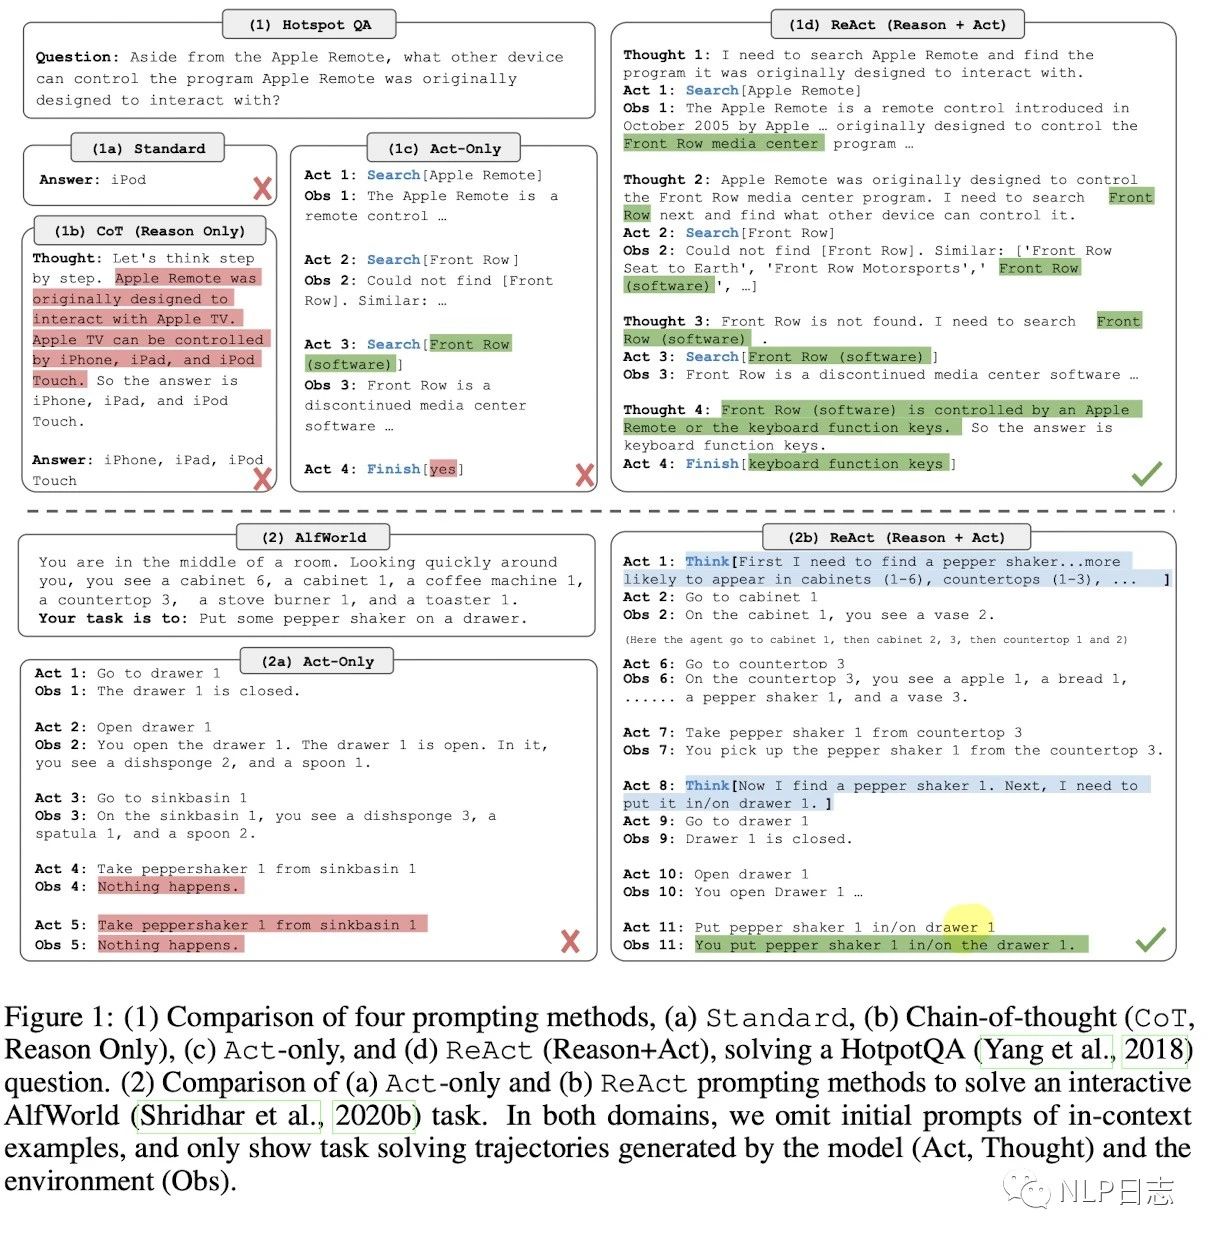 (1) Hotspot QA
Question: Aside from the Apple Remote, what other device
can control the program Apple Remote was originally
designed to interact with?
(1a) Standard
Answer: iPod
(1b) CoT (Reason Only)
Thought: Let's think step
by step. Apple Remote was
originally designed to
interact with Apple TV.
Apple TV can be controlled
by iPhone, iPad, and iPod
Touch. So the answer is
iPhone, iPad, and iPod
Touch.
Answer: iPhone, iPad, iPod
Touch
(1c) Act-Only
Act 1: Search[Apple Remote]
Obs 1: The Apple Remote is a
remote control …
Act 2: Search[Front Row]
Obs 2: Could not find [Front
Row]. Similar: …
Act 3: Search[Front Row
(software)]
Obs 3: Front Row is a
discontinued media center
software …
Act 4: Finish[yes]
(1d) ReAct (Reason + Act)
Thought 1: I need to search Apple Remote and find the
program it was originally designed to interact with.
Act 1: Search[Apple Remote]
Obs 1: The Apple Remote is a remote control introduced in
October 2005 by Apple … originally designed to control the
Front Row media center program …
Thought 2: Apple Remote was originally designed to control
the Front Row media center program. I need to search Front
Row next and find what other device can control it.
Act 2: Search[Front Row]
Obs 2: Could not find [Front Row]. Similar: ['Front Row
Seat to Earth', 'Front Row Motorsports',' Front Row
(software)', …]
Thought 3: Front Row is not found. I need to search Front
Row (software) .
Act 3: Search[Front Row (software)]
Obs 3: Front Row is a discontinued media center software …
Thought 4: Front Row (software) is controlled by an Apple
Remote or the keyboard function keys. So the answer is
keyboard function keys.
Act 4: Finish[keyboard function keys]
(2) AlfWorld
You are in the middle of a room. Looking quickly around
you, you see a cabinet 6, a cabinet 1, a coffee machine 1,
a countertop 3, a stove burner 1, and a toaster 1.
Your task is to: Put some pepper shaker on a drawer.
(2a) Act-Only
Act 1: Go to drawer 1
Obs 1: The drawer 1 is closed.
Act 2: Open drawer 1
Obs 2: You open the drawer 1. The drawer 1 is open. In it,
you see a dishsponge 2, and a spoon 1.
Act 3: Go to sinkbasin 1
Obs 3: On the sinkbasin 1, you see a dishsponge 3, a
spatula 1, and a spoon 2.
Act 4: Take peppershaker 1 from sinkbasin 1
Obs 4: Nothing happens.
Act 5: Take peppershaker 1 from sinkbasin 1
Obs 5: Nothing happens.
(2b) ReAct (Reason + Act)
Act 1: Think[First I need to find a pepper shaker...more
likely to appear in cabinets (1-6), countertops (1-3), ... ]
Act 2: Go to cabinet 1
Obs 2: On the cabinet 1, you see a vase 2.
(Here the agent go to cabinet 1, then cabinet 2, 3, then countertop 1 and 2)
Act 6: Go to countertop 3
Obs 6: On the countertop 3, you see a apple 1, a bread 1,
...... a pepper shaker 1, and a vase 3.
Act 7: Take pepper shaker 1 from countertop 3
Obs 7: You pick up the pepper shaker 1 from the countertop 3.
Act 8: Think[Now I find a pepper shaker 1. Next, I need to
put it in/on drawer 1. ]
Act 9: Go to drawer 1
Obs 9: Drawer 1 is closed.
Act 10: Open drawer 1
Obs 10: You open Drawer 1 …
Act 11: Put pepper shaker 1 in/on drawer 1
Obs 11: You put pepper shaker 1 in/on the drawer 1.
Figure 1: (1) Comparison of four prompting methods, (a) Standard, (b) Chain-of-thought (CoT,
Reason Only), (c) Act-only, and (d) ReAct (Reason+Act), solving a HotpotQA (Yang et al., 2018)
question. (2) Comparison of (a) Act-only and (b) ReAct prompting methods to solve an interactive
AlfWorld (Shridhar et al., 2020b) task. In both domains, we omit initial prompts of in-context
examples, and only show task solving trajectories generated by the model (Act, Thought) and the
environment (Obs).
NLP日志